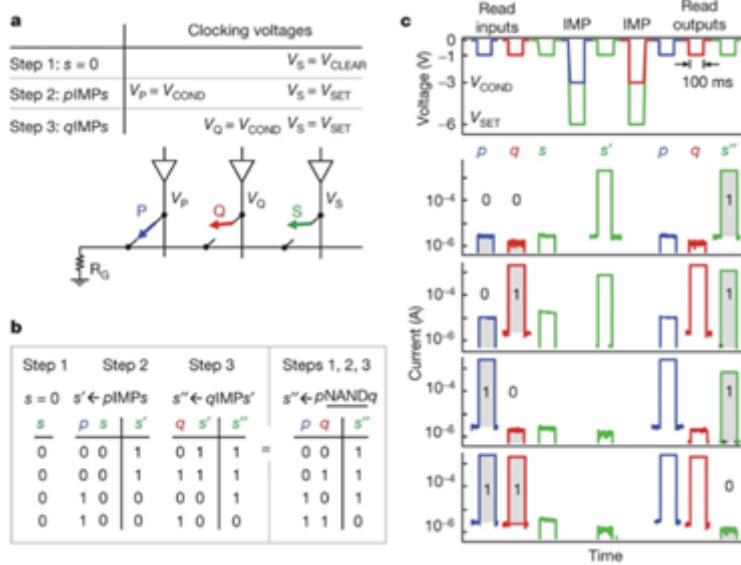 a
Clocking voltages
Step 1: s = 0 V_S = V_CLEAR
Step 2: pIMPs V_P = V_COND V_S = V_SET
Step 3: qIMPs V_Q = V_COND V_S = V_SET
P V_P Q V_Q S V_S
R_G
b
Step 1 Step 2 Step 3 Steps 1, 2, 3
s = 0 s′ ← pIMPs s″ ← qIMPs′ s″ ← pNANDq
s p s s′ q s′ s″ p q s″
0 0 0 1 0 1 1 = 0 0 1
0 0 0 1 1 1 1 0 1 1
0 1 0 0 0 0 1 1 0 1
0 1 0 0 1 0 0 1 1 0
c
Read inputs IMP IMP Read outputs
Voltage (V)
0
−1
−3
−6
V_COND
V_SET
100 ms
p q s s′ p q s″
Current (A)
10⁻⁴
10⁻⁶
0 0 1
10⁻⁴
10⁻⁶
0 1 1
10⁻⁴
10⁻⁶
1 0 1
10⁻⁴
10⁻⁶
1 1 0
Time